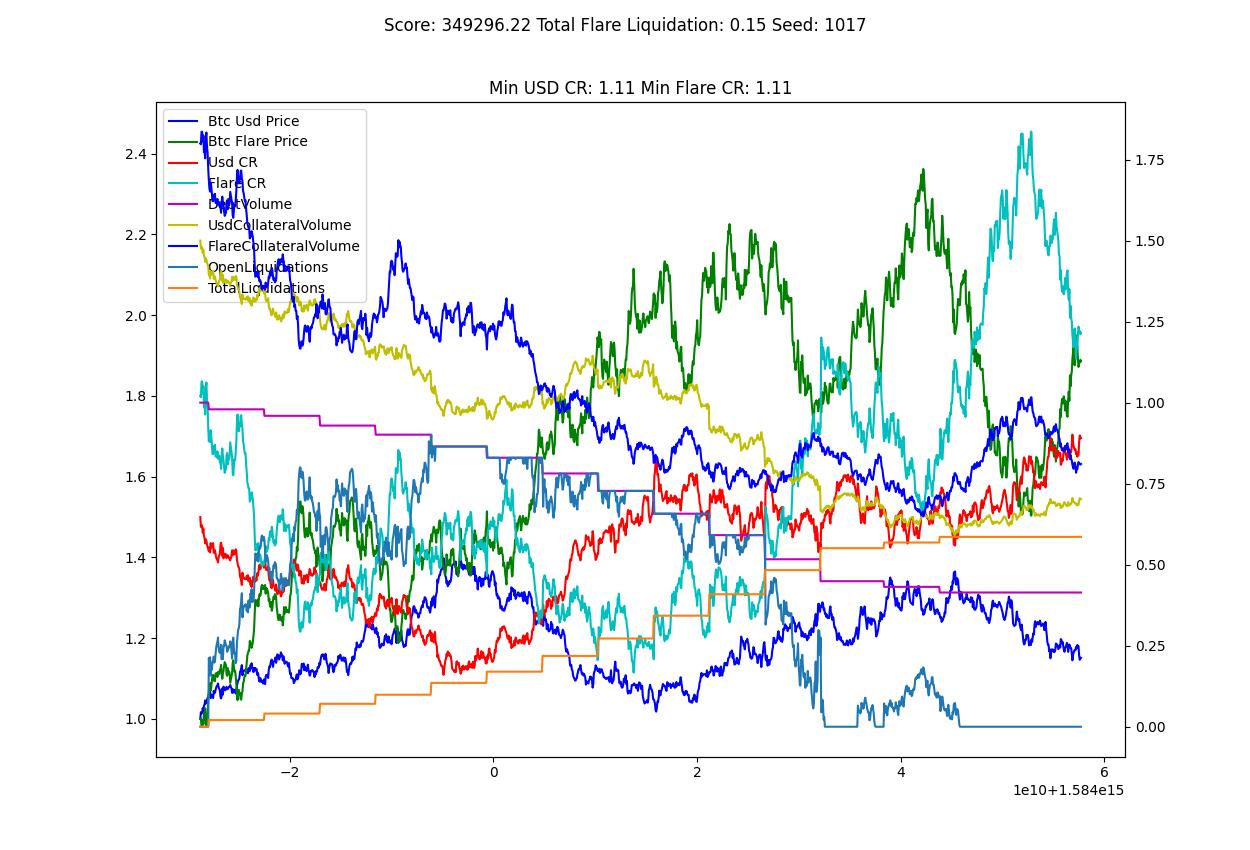 Score: 349296.22 Total Flare Liquidation: 0.15 Seed: 1017
Min USD CR: 1.11 Min Flare CR: 1.11
Btc Usd Price
Btc Flare Price
Usd CR
Flare CR
DebtVolume
UsdCollateralVolume
FlareCollateralVolume
OpenLiquidations
TotalLiquidations
2.4
2.2
2.0
1.8
1.6
1.4
1.2
1.0
1.75
1.50
1.25
1.00
0.75
0.50
0.25
0.00
−2
0
2
4
6
1e10+1.584e15